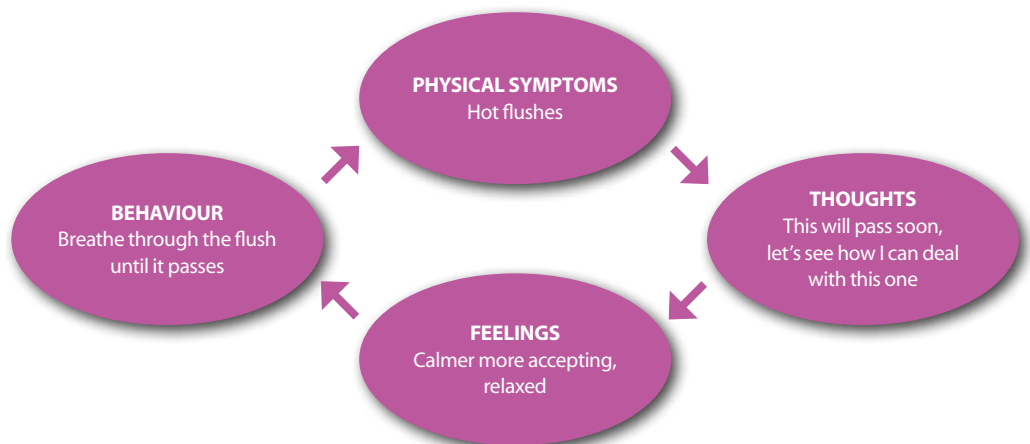 PHYSICAL SYMPTOMS
Hot flushes
THOUGHTS
This will pass soon,
let's see how I can deal
with this one
FEELINGS
Calmer more accepting,
relaxed
BEHAVIOUR
Breathe through the flush
until it passes